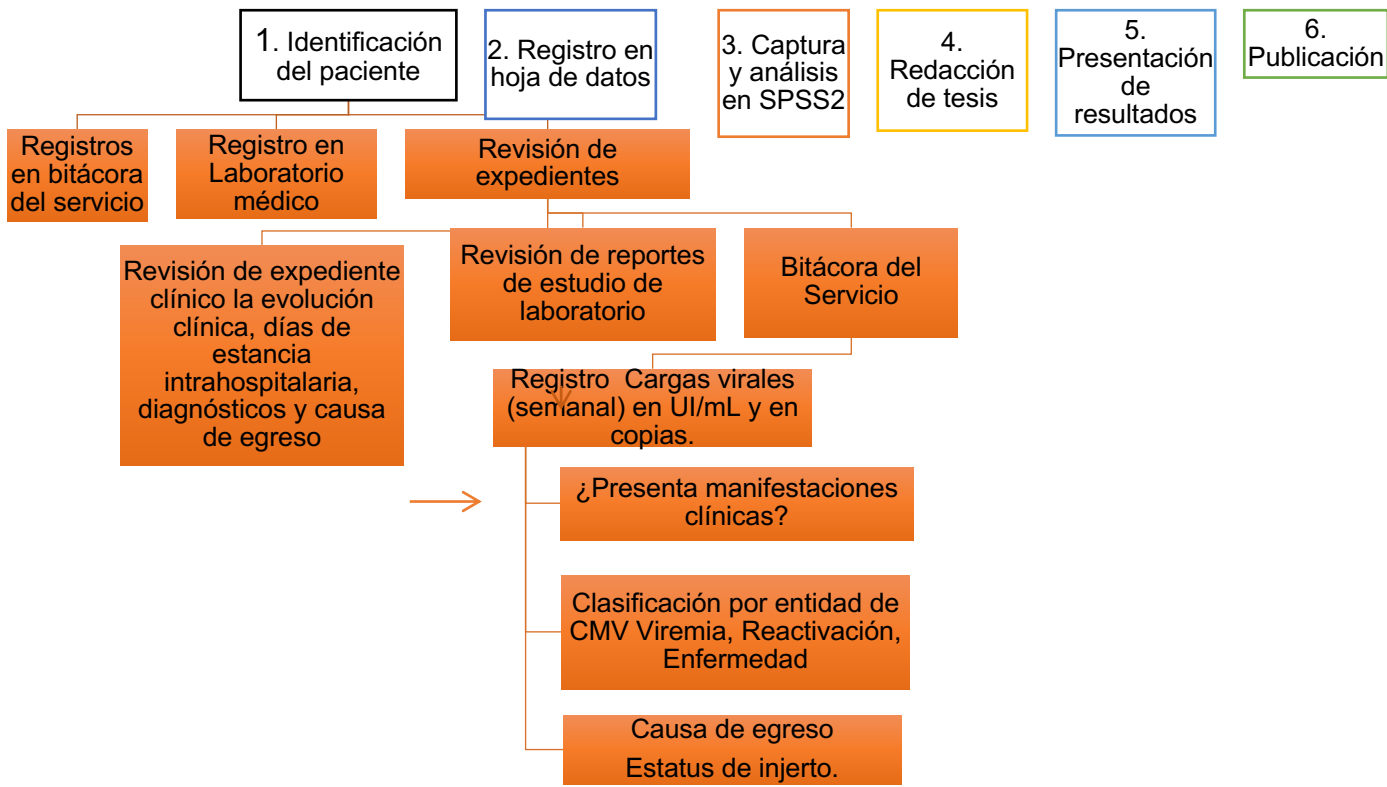 1. Identificación
del paciente
2. Registro en
hoja de datos
3. Captura
y análisis
en SPSS2
4.
Redacción
de tesis
5.
Presentación
de
resultados
6.
Publicación
Registros
en bitácora
del servicio
Registro en
Laboratorio
médico
Revisión de
expedientes
Revisión de expediente
clínico la evolución
clínica, días de
estancia
intrahospitalaria,
diagnósticos y causa
de egreso
Revisión de reportes
de estudio de
laboratorio
Bitácora del
Servicio
Registro  Cargas virales
(semanal) en UI/mL y en
copias.
¿Presenta manifestaciones
clínicas?
Clasificación por entidad de
CMV Viremia, Reactivación,
Enfermedad
Causa de egreso
Estatus de injerto.